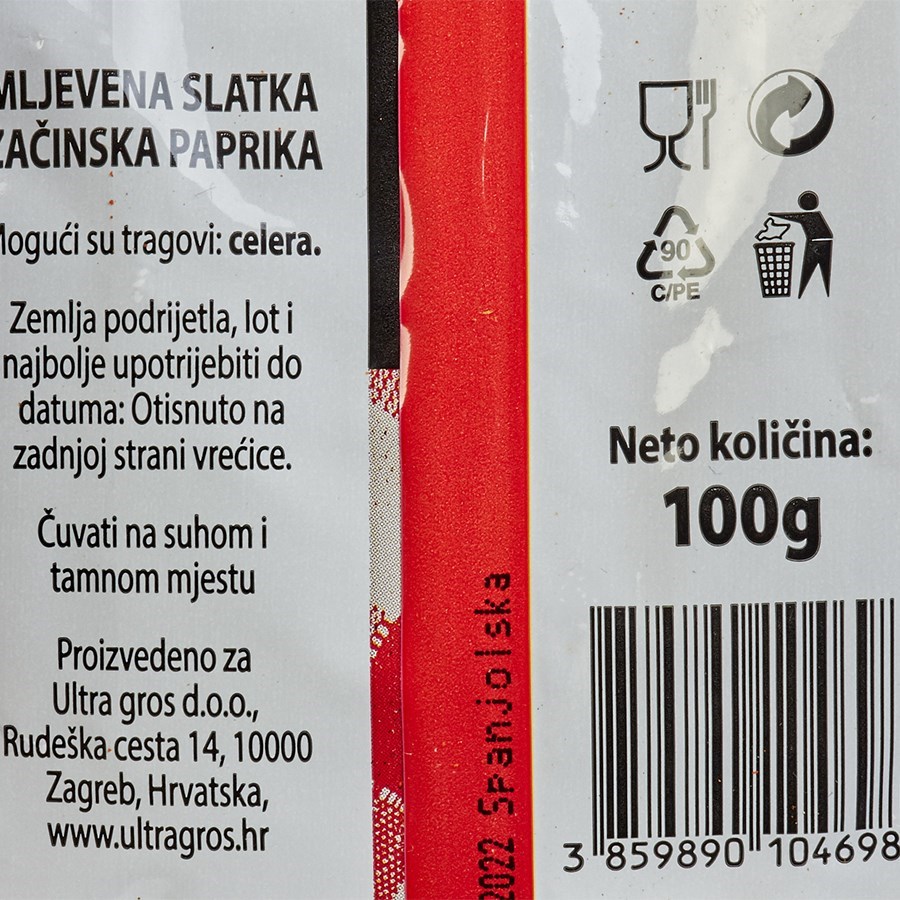 MLJEVENA SLATKA
ZAČINSKA PAPRIKA
Mogući su tragovi: celera.
Zemlja podrijetla, lot i
najbolje upotrijebiti do
datuma: Otisnuto na
zadnjoj strani vrećice.
Čuvati na suhom i
tamnom mjestu
Proizvedeno za
Ultra gros d.o.o.,
Rudeška cesta 14, 10000
Zagreb, Hrvatska,
www.ultragros.hr
2022 Spanjolska
90
C/PE
Neto količina:
100g
3 859890 104698